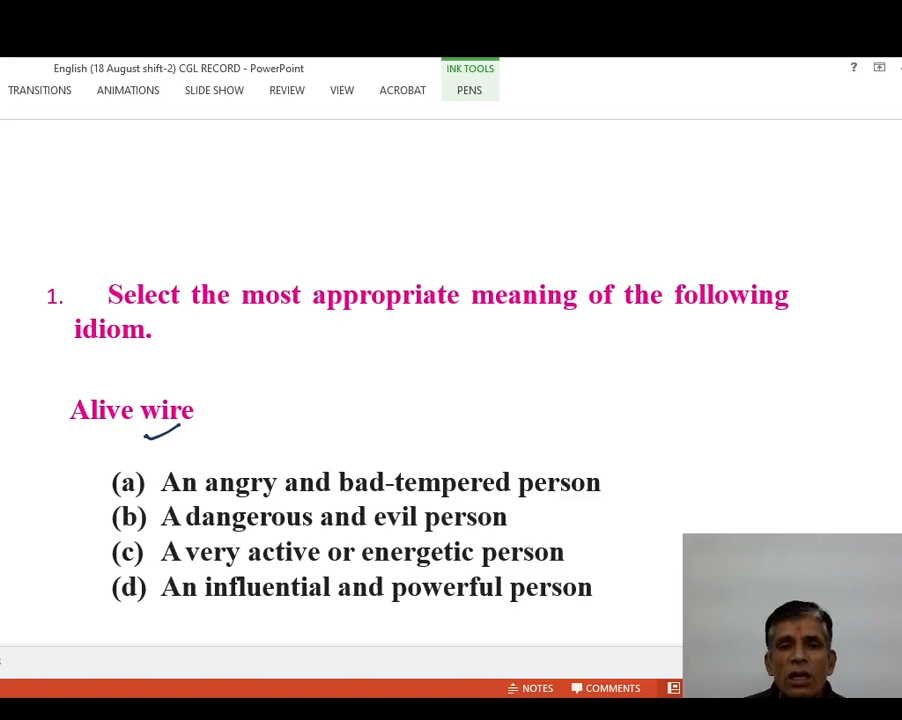 English (18 August shift-2) CGL RECORD - PowerPoint
INK TOOLS
?
TRANSITIONS ANIMATIONS SLIDE SHOW REVIEW VIEW ACROBAT PENS
1. Select the most appropriate meaning of the following
idiom.
Alive wire
(a) An angry and bad-tempered person
(b) A dangerous and evil person
(c) A very active or energetic person
(d) An influential and powerful person
NOTES COMMENTS